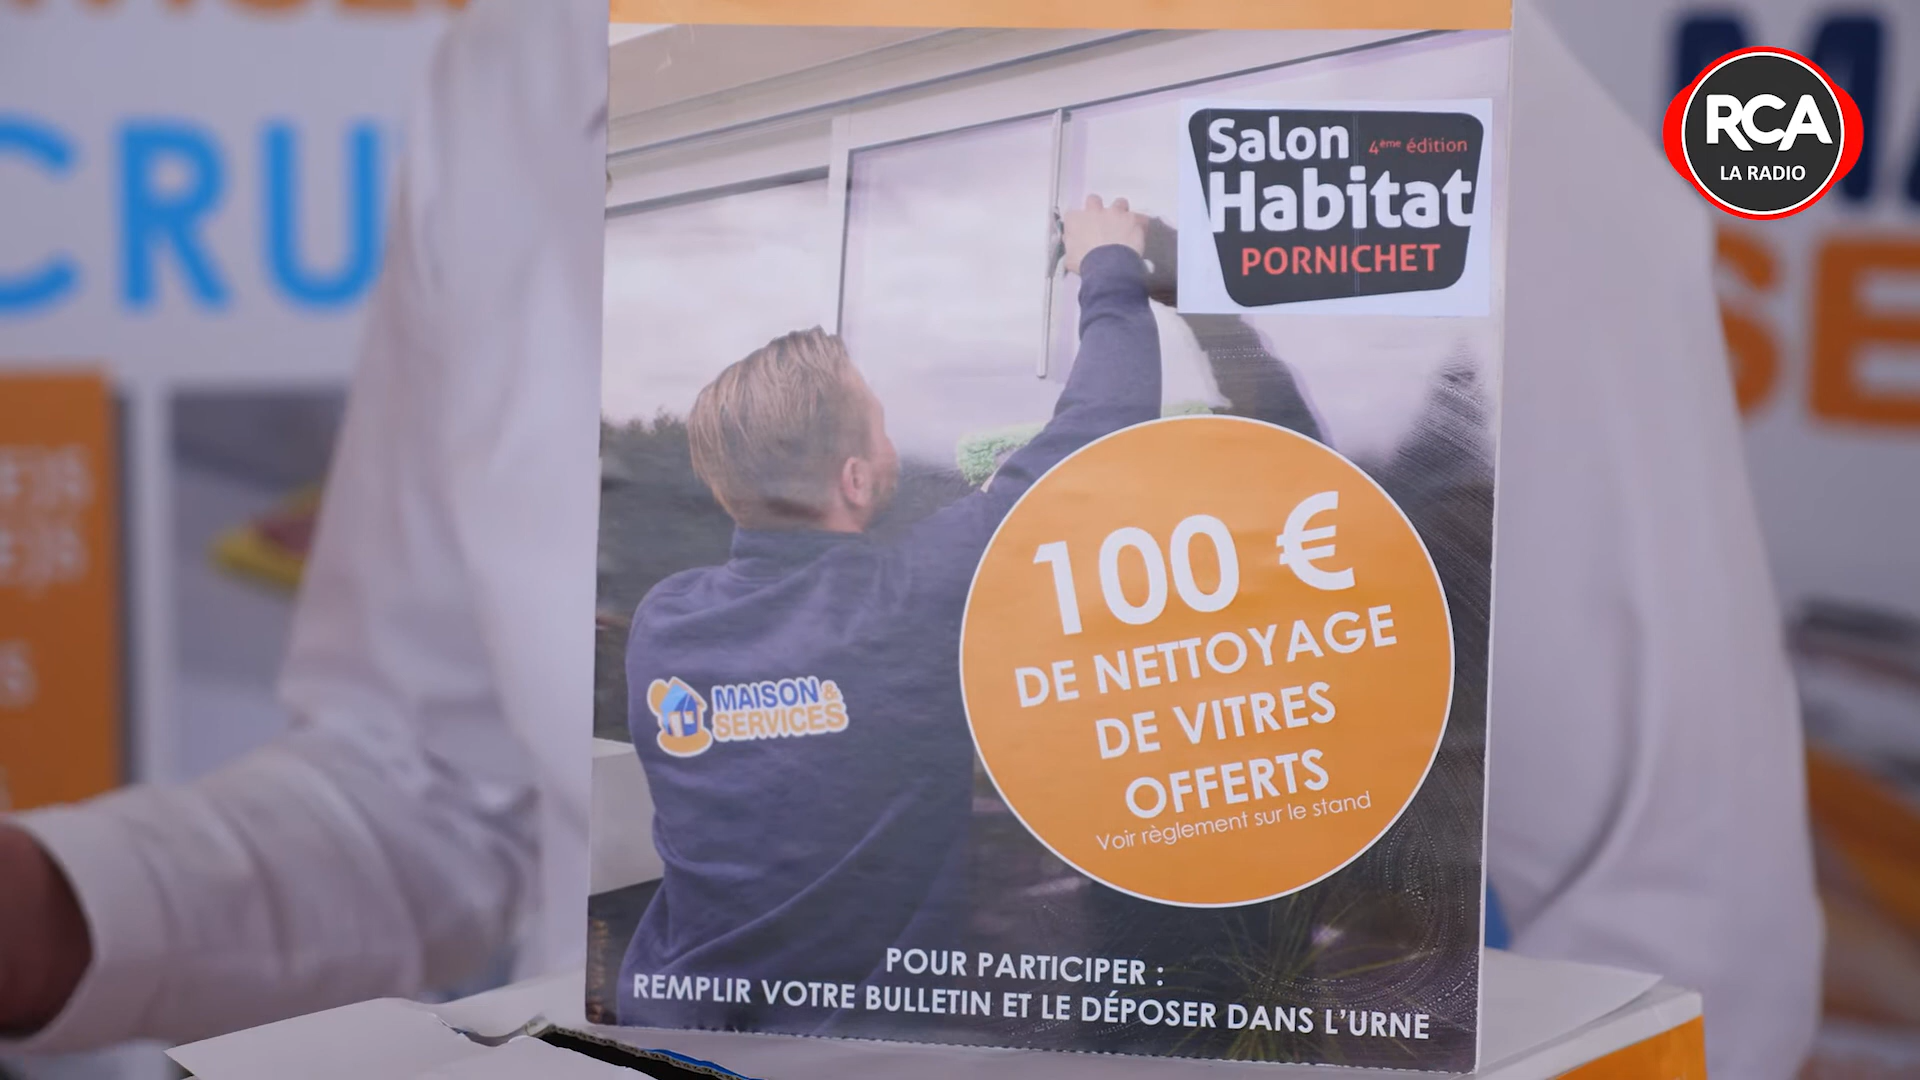 CRU
RCA
LA RADIO
Salon
4ème édition
Habitat
PORNICHET
SE
100 €
DE NETTOYAGE
DE VITRES
OFFERTS
Voir règlement sur le stand
MAISON &
SERVICES
POUR PARTICIPER :
REMPLIR VOTRE BULLETIN ET LE DÉPOSER DANS L'URNE